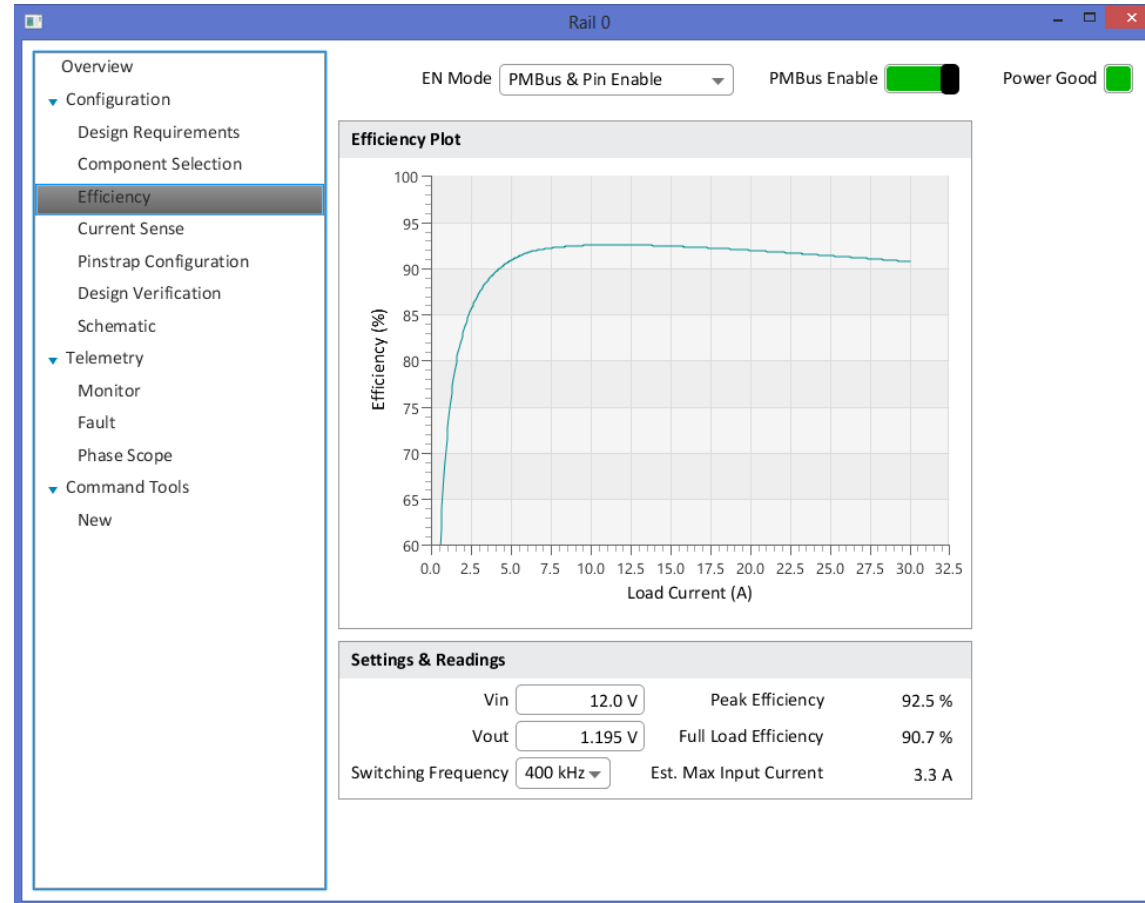 Rail 0
Overview
Configuration
Design Requirements
Component Selection
Efficiency
Current Sense
Pinstrap Configuration
Design Verification
Schematic
Telemetry
Monitor
Fault
Phase Scope
Command Tools
New
EN Mode PMBus & Pin Enable PMBus Enable Power Good
Efficiency Plot
100
95
90
85
80
75
70
65
60
Efficiency (%)
0.0 2.5 5.0 7.5 10.0 12.5 15.0 17.5 20.0 22.5 25.0 27.5 30.0 32.5
Load Current (A)
Settings & Readings
Vin 12.0 V Peak Efficiency 92.5 %
Vout 1.195 V Full Load Efficiency 90.7 %
Switching Frequency 400 kHz Est. Max Input Current 3.3 A